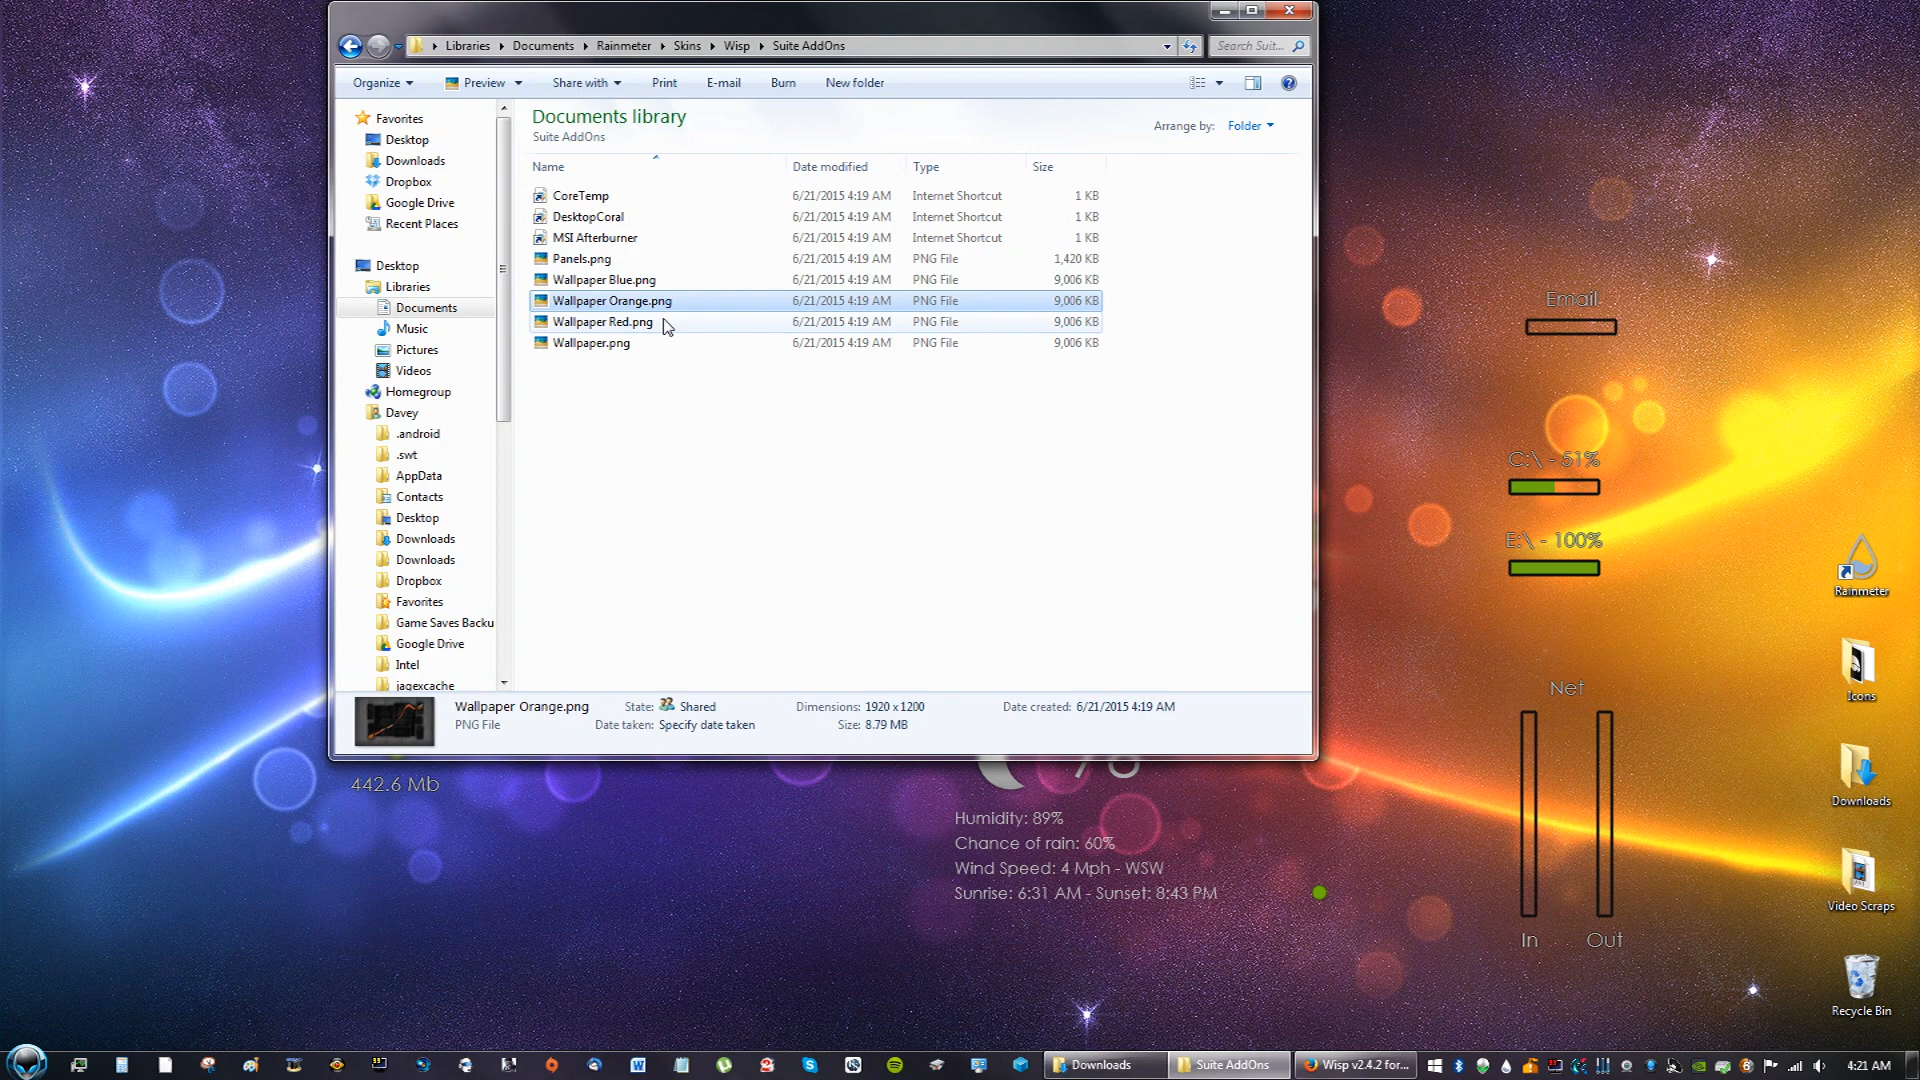 Libraries Documents Rainmeter Skins Wisp Suite AddOns
Search Suit...
Organize Preview Share with Print E-mail Burn New folder
Favorites
Desktop
Downloads
Dropbox
Google Drive
Recent Places
Desktop
Libraries
Documents
Music
Pictures
Videos
Homegroup
Davey
.android
.swt
AppData
Contacts
Desktop
Downloads
Downloads
Dropbox
Favorites
Game Saves Backu
Google Drive
Intel
jagexcache
Documents library
Suite AddOns
Arrange by: Folder
Name Date modified Type Size
CoreTemp 6/21/2015 4:19 AM Internet Shortcut 1 KB
DesktopCoral 6/21/2015 4:19 AM Internet Shortcut 1 KB
MSI Afterburner 6/21/2015 4:19 AM Internet Shortcut 1 KB
Panels.png 6/21/2015 4:19 AM PNG File 1,420 KB
Wallpaper Blue.png 6/21/2015 4:19 AM PNG File 9,006 KB
Wallpaper Orange.png 6/21/2015 4:19 AM PNG File 9,006 KB
Wallpaper Red.png 6/21/2015 4:19 AM PNG File 9,006 KB
Wallpaper.png 6/21/2015 4:19 AM PNG File 9,006 KB
Wallpaper Orange.png State: Shared Dimensions: 1920 x 1200 Date created: 6/21/2015 4:19 AM
PNG File Date taken: Specify date taken Size: 8.79 MB
442.6 Mb
Humidity: 89%
Chance of rain: 60%
Wind Speed: 4 Mph - WSW
Sunrise: 6:31 AM - Sunset: 8:43 PM
Email
C:\ - 51%
E:\ - 100%
Net
In Out
Rainmeter
Icons
Downloads
Video Scraps
Recycle Bin
Downloads Suite AddOns Wisp v2.4.2 for... 4:21 AM